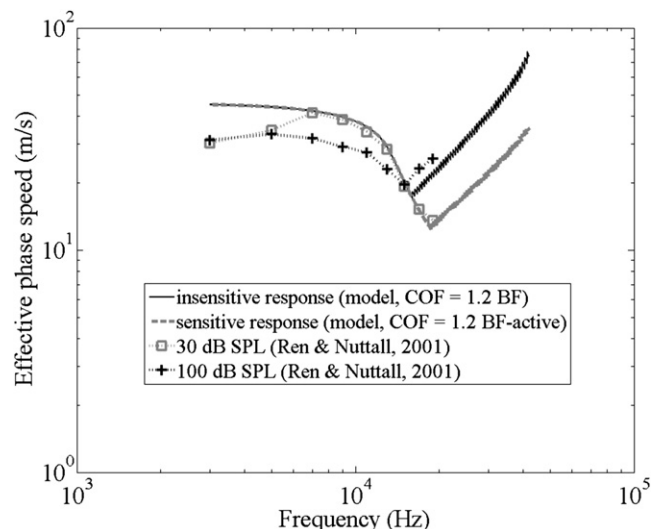 10²
Effective phase speed (m/s)
10¹
insensitive response (model, COF = 1.2 BF)
sensitive response (model, COF = 1.2 BF-active)
30 dB SPL (Ren & Nuttall, 2001)
100 dB SPL (Ren & Nuttall, 2001)
10⁰
10³
10⁴
10⁵
Frequency (Hz)